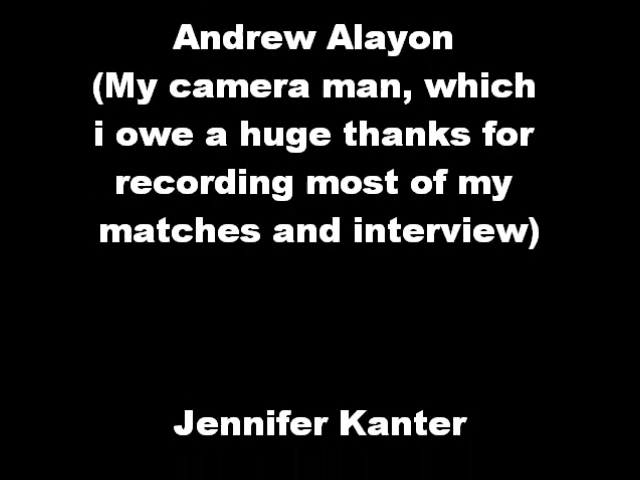 Andrew Alayon
(My camera man, which
i owe a huge thanks for
recording most of my
matches and interview)
Jennifer Kanter